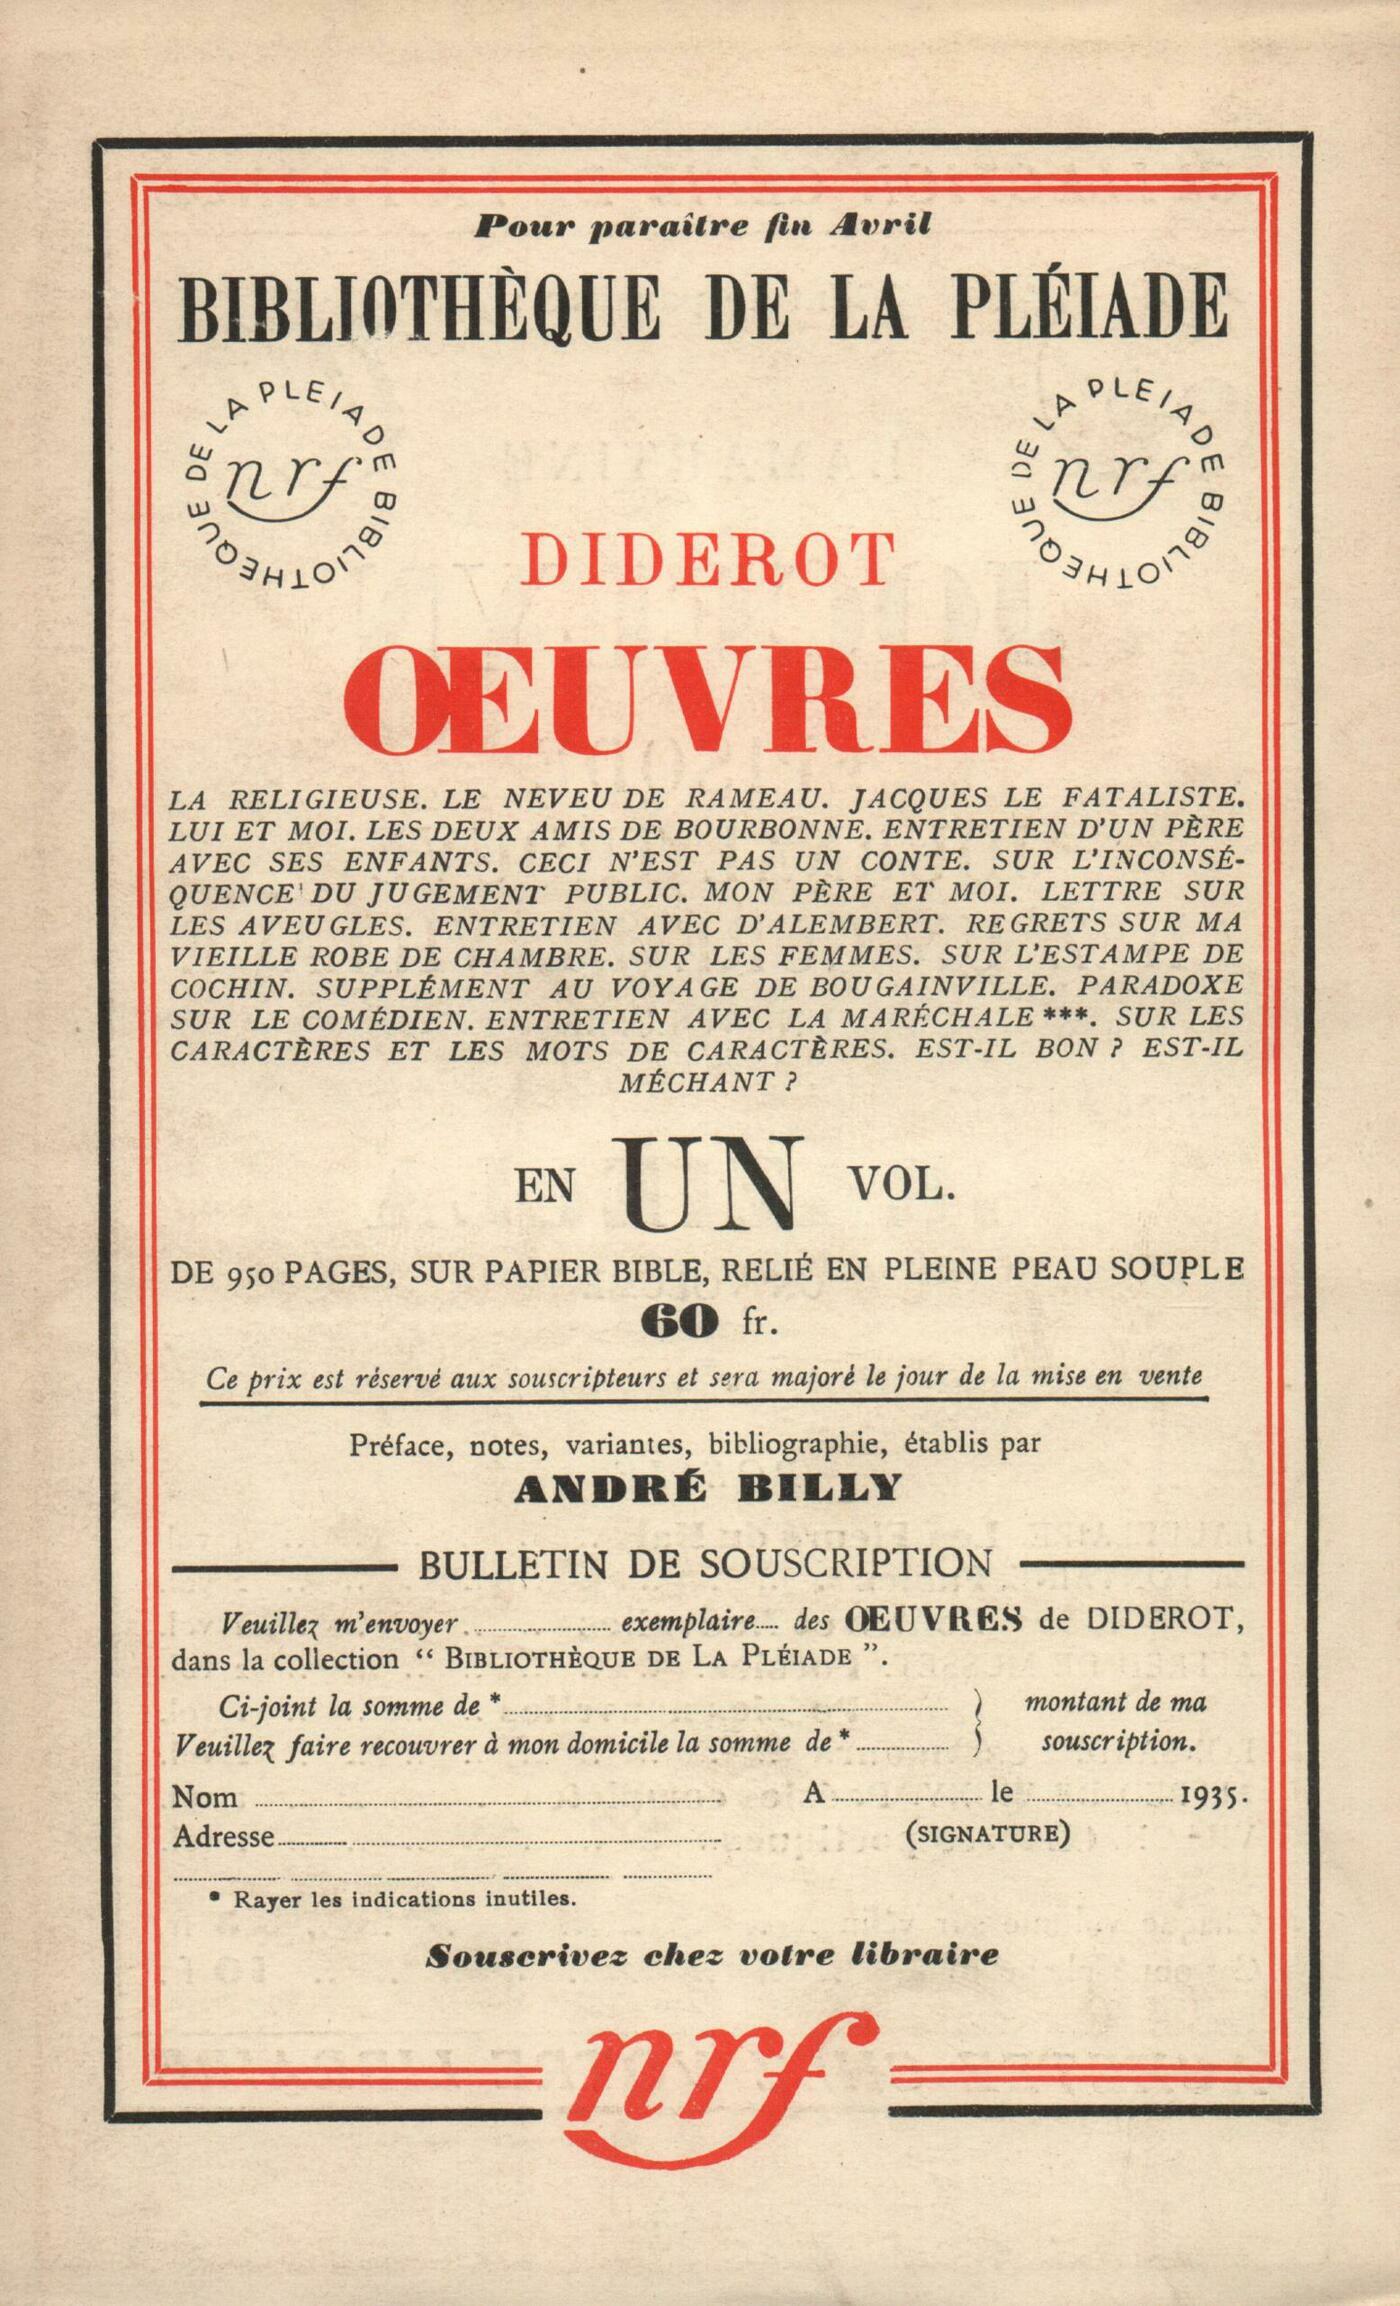 Pour paraître fin Avril
BIBLIOTHÈQUE DE LA PLÉIADE
BIBLIOTHEQUE DE LA PLEIADE
nrf
BIBLIOTHEQUE DE LA PLEIADE
nrf
DIDEROT
ŒUVRES
LA RELIGIEUSE. LE NEVEU DE RAMEAU. JACQUES LE FATALISTE.
LUI ET MOI. LES DEUX AMIS DE BOURBONNE. ENTRETIEN D'UN PÈRE
AVEC SES ENFANTS. CECI N'EST PAS UN CONTE. SUR L'INCONSÉ-
QUENCE DU JUGEMENT PUBLIC. MON PÈRE ET MOI. LETTRE SUR
LES AVEUGLES. ENTRETIEN AVEC D'ALEMBERT. REGRETS SUR MA
VIEILLE ROBE DE CHAMBRE. SUR LES FEMMES. SUR L'ESTAMPE DE
COCHIN. SUPPLÉMENT AU VOYAGE DE BOUGAINVILLE. PARADOXE
SUR LE COMÉDIEN. ENTRETIEN AVEC LA MARÉCHALE ***. SUR LES
CARACTÈRES ET LES MOTS DE CARACTÈRES. EST-IL BON ? EST-IL
MÉCHANT ?
EN UN VOL.
DE 950 PAGES, SUR PAPIER BIBLE, RELIÉ EN PLEINE PEAU SOUPLE
60 fr.
Ce prix est réservé aux souscripteurs et sera majoré le jour de la mise en vente
Préface, notes, variantes, bibliographie, établis par
ANDRÉ BILLY
BULLETIN DE SOUSCRIPTION
Veuillez m'envoyer ............ exemplaire.... des ŒUVRES de DIDEROT,
dans la collection “ BIBLIOTHÈQUE DE LA PLÉIADE ”.
Ci-joint la somme de * ............ } montant de ma
Veuillez faire recouvrer à mon domicile la somme de * ............ } souscription.
Nom ............ A ............ le ............ 1935.
Adresse ............ (SIGNATURE)
* Rayer les indications inutiles.
Souscrivez chez votre libraire
nrf